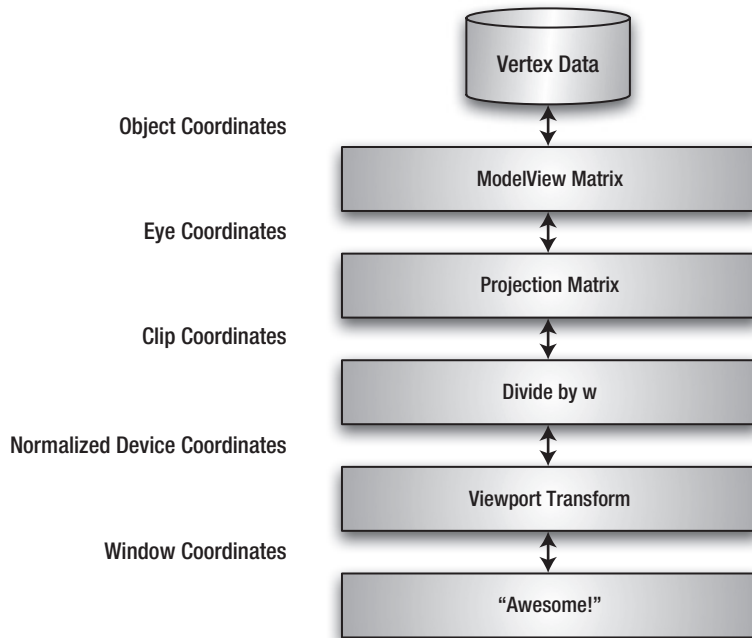 Vertex Data
Object Coordinates
ModelView Matrix
Eye Coordinates
Projection Matrix
Clip Coordinates
Divide by w
Normalized Device Coordinates
Viewport Transform
Window Coordinates
“Awesome!”